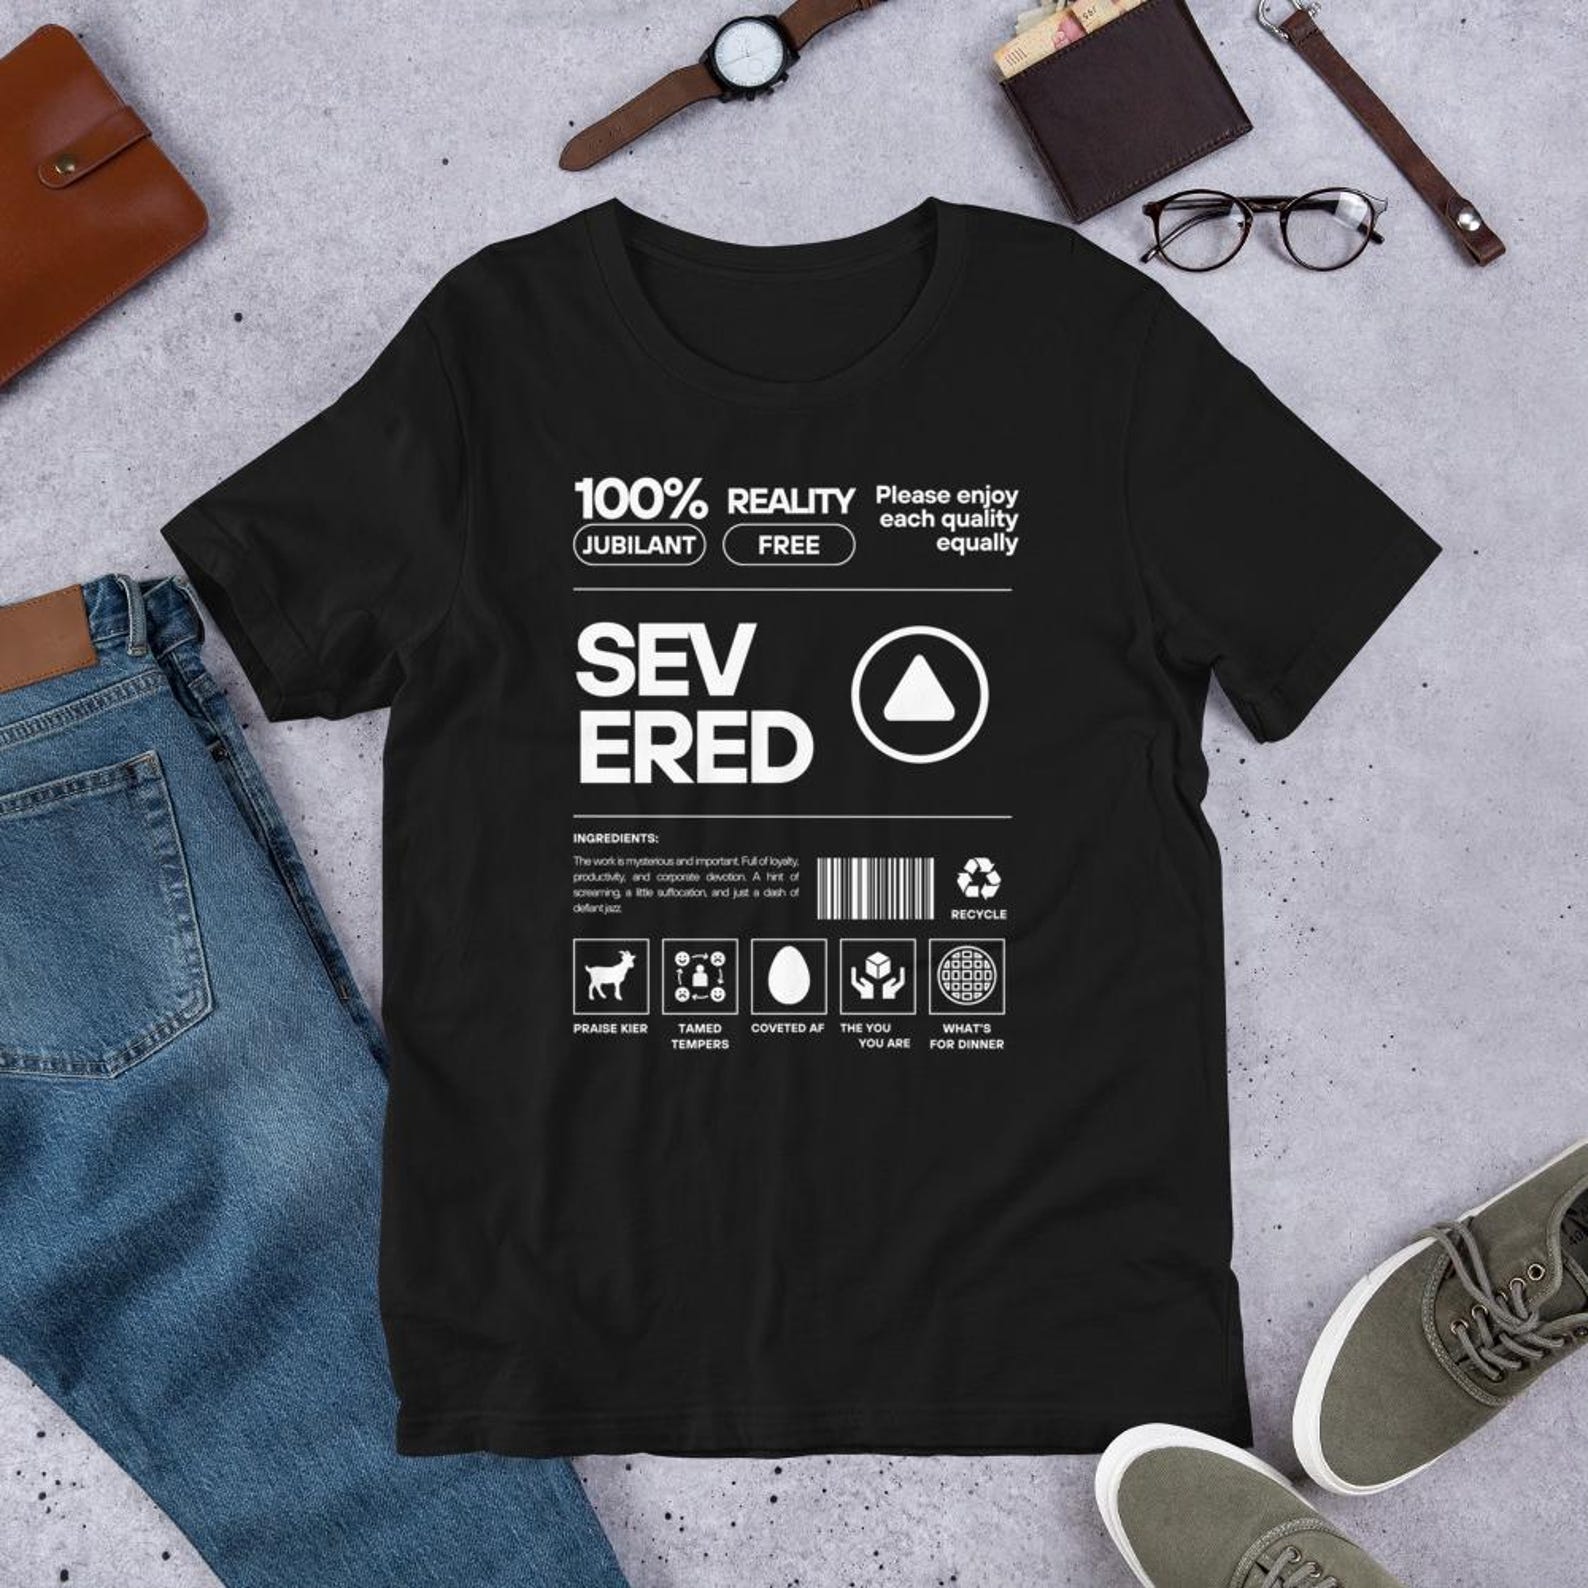 100% REALITY Please enjoy
each quality
JUBILANT FREE equally
SEV
ERED
INGREDIENTS:
The work is mysterious and important. Full of loyalty,
productivity, and corporate devotion. A hint of
screaming, a little suffocation, and just a dash of
defiant jazz.
RECYCLE
PRAISE KIER TAMED COVETED AF THE YOU WHAT'S
TEMPERS YOU ARE FOR DINNER